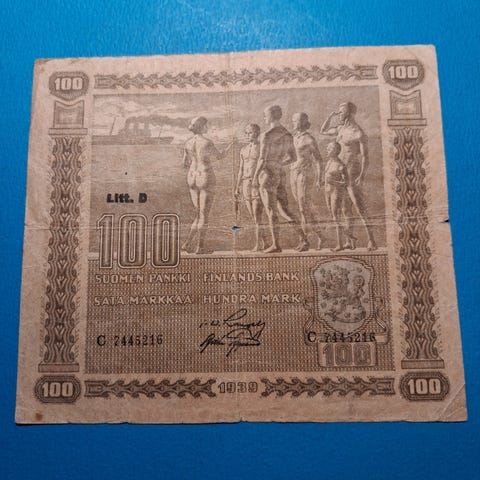 100 100
Litt. D
100
SUOMEN PANKKI FINLANDS BANK
SATA MARKKAA HUNDRA MARK
C 7445216 C 7445216
100
100 1939 100